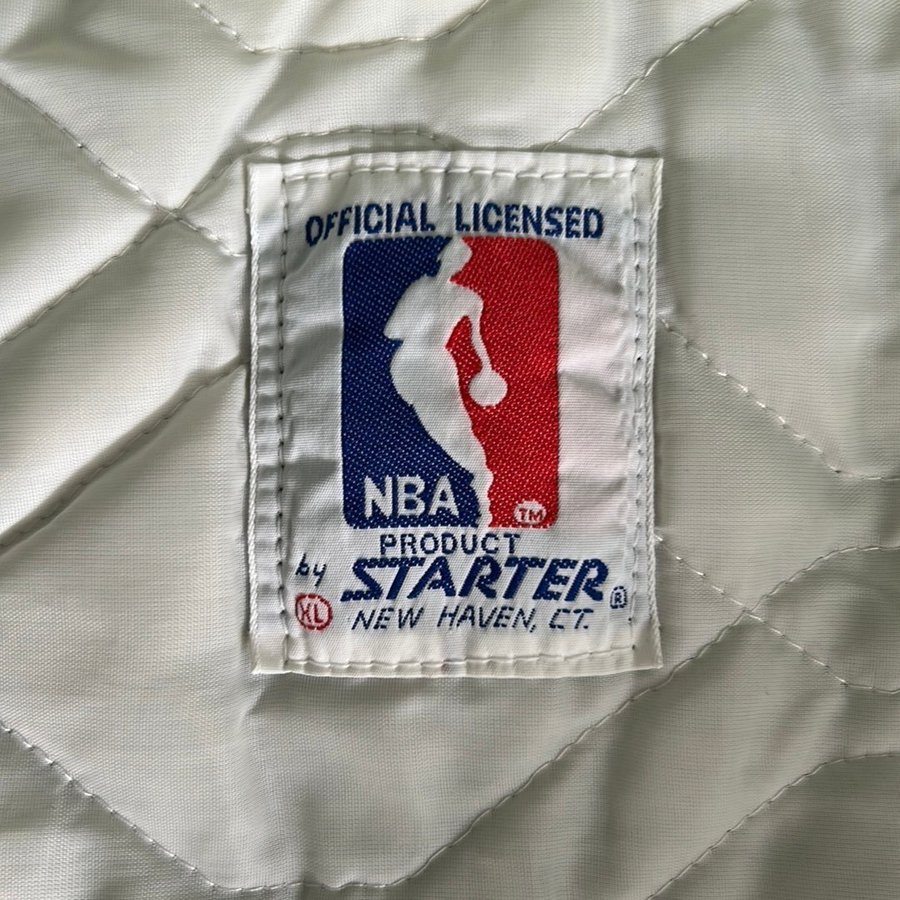 OFFICIAL LICENSED
NBA TM
PRODUCT
by STARTER ®
XL NEW HAVEN, CT.